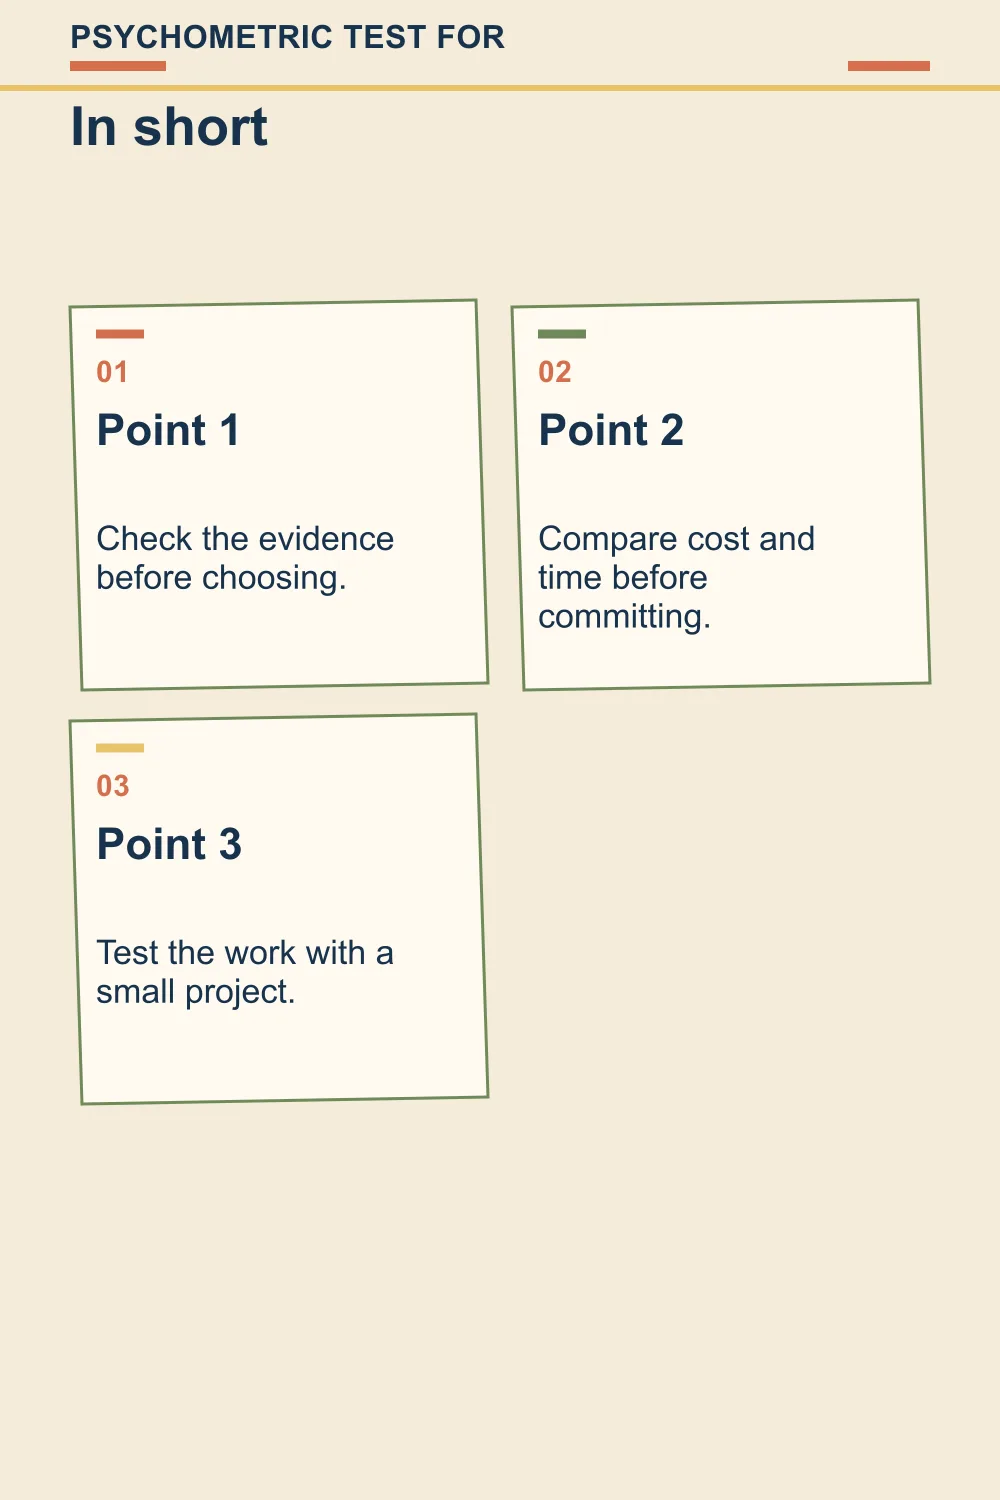 PSYCHOMETRIC TEST FOR
In short
01
Point 1
Check the evidence
before choosing.
02
Point 2
Compare cost and
time before
committing.
03
Point 3
Test the work with a
small project.